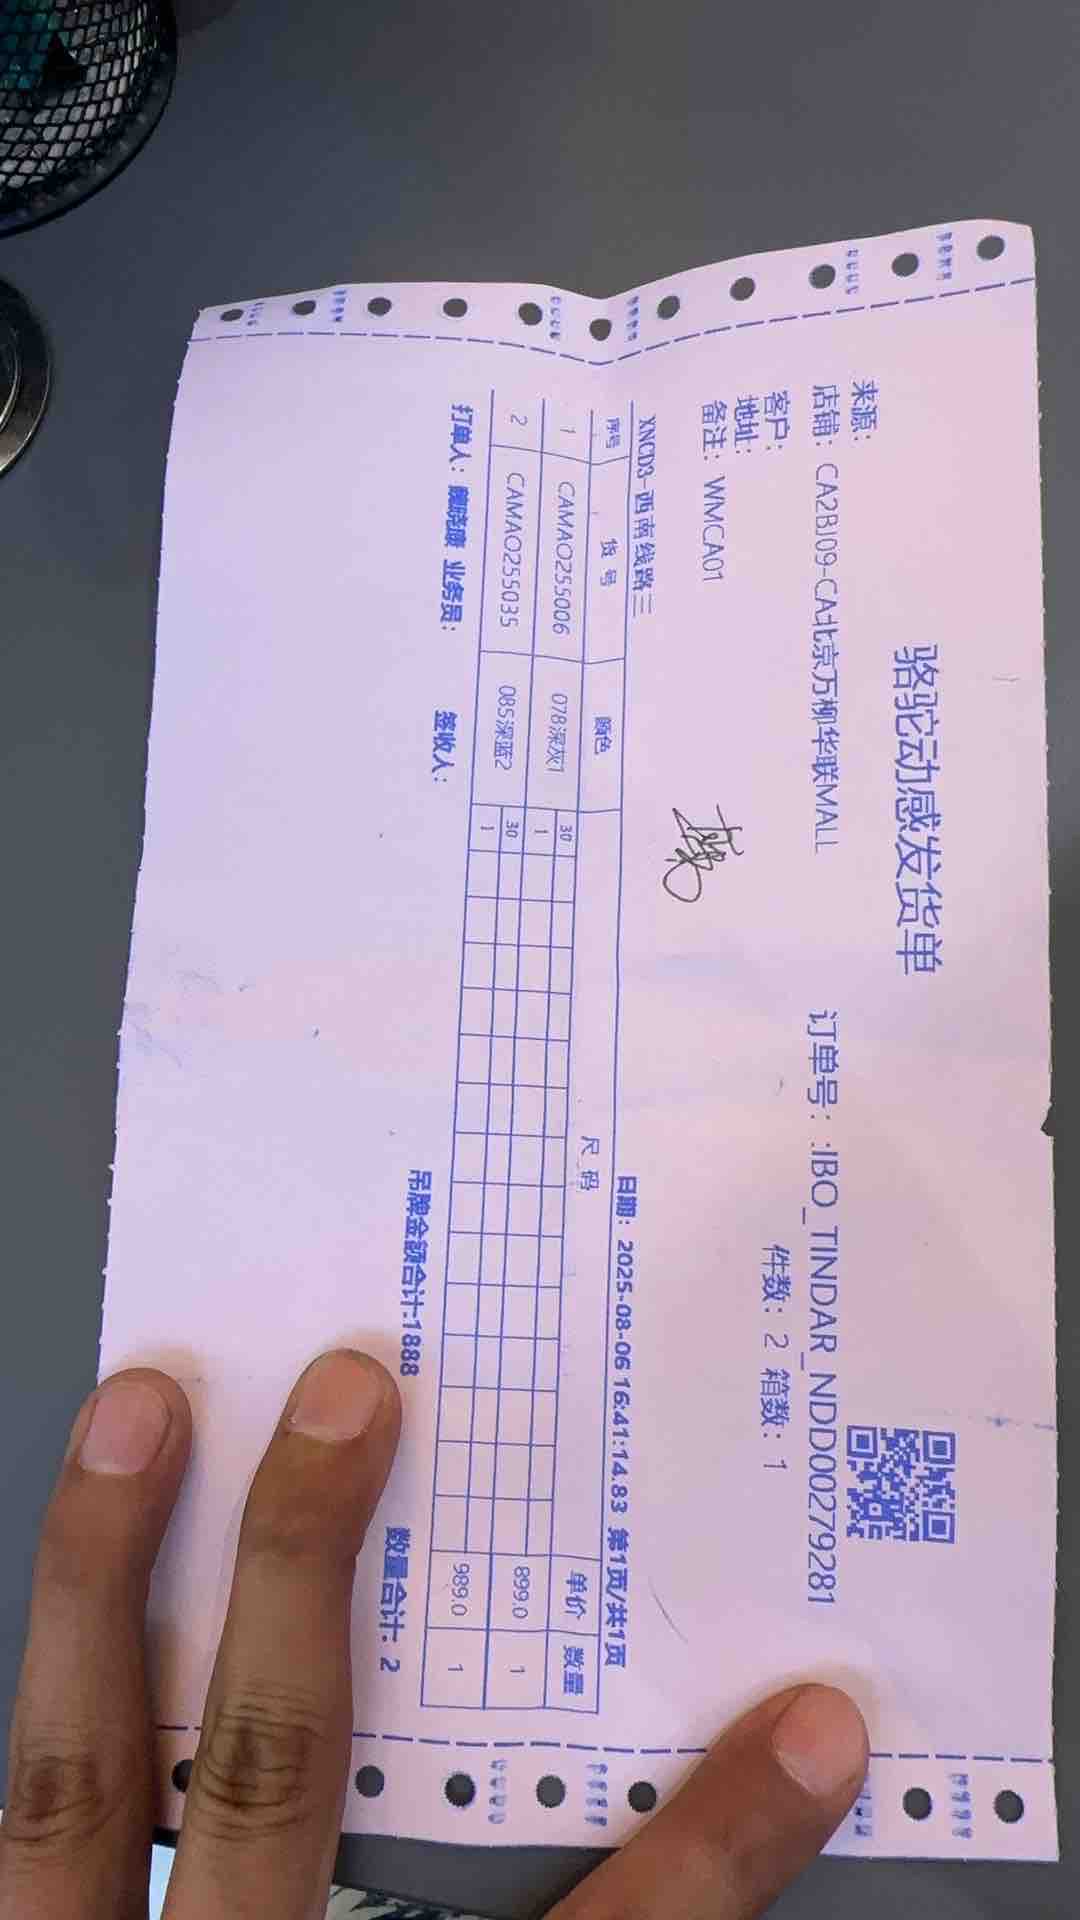 骆驼动感发货单
来源:
店铺: CA2BJ09-CA北京万柳华联MALL 订单号: :IBO_TINDAR_NDD00279281
客户: 件数: 2 箱数: 1
地址:
备注: WMCA01
XNCD3-西南线路三 日期: 2025-08-06 16:41:14.83 第1页/共1页
序号 货号 颜色 尺码 单价 数量
30
1 CAMAO255006 078深灰1 1 899.0 1
30
2 CAMAO255035 085深蓝2 1 989.0 1
打单人: 魏晓康 业务员: 签收人: 吊牌金额合计:1888 数量合计: 2